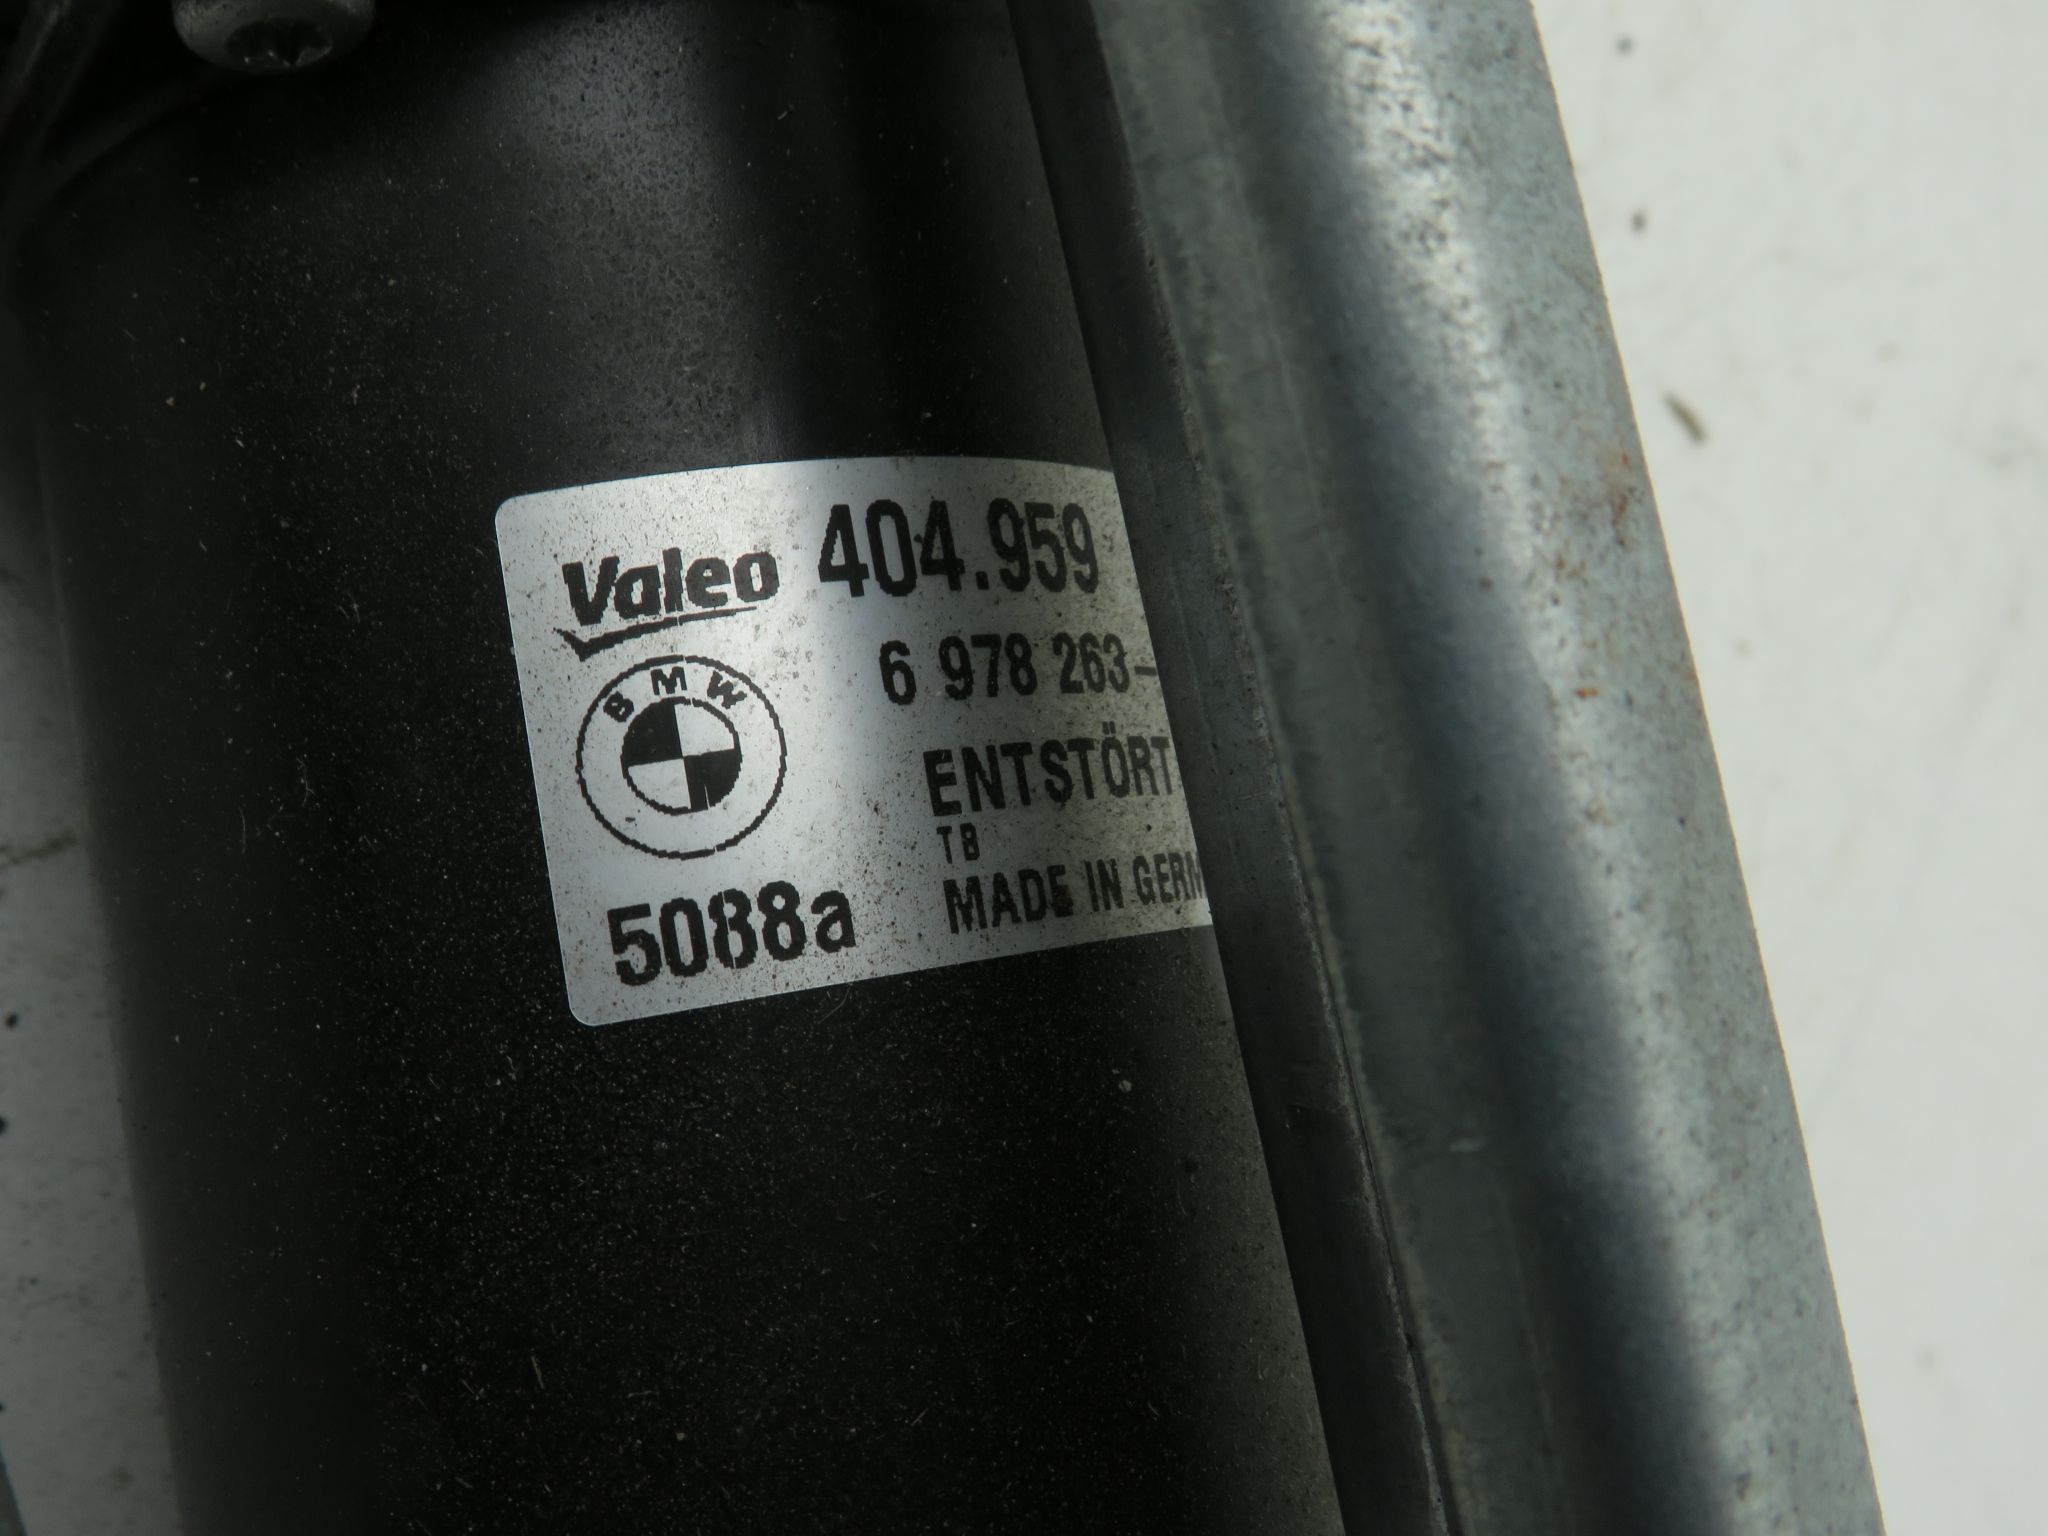 Valeo 404.959
6 978 263-
BMW
ENTSTÖRT
TB
MADE IN GERM
5088a